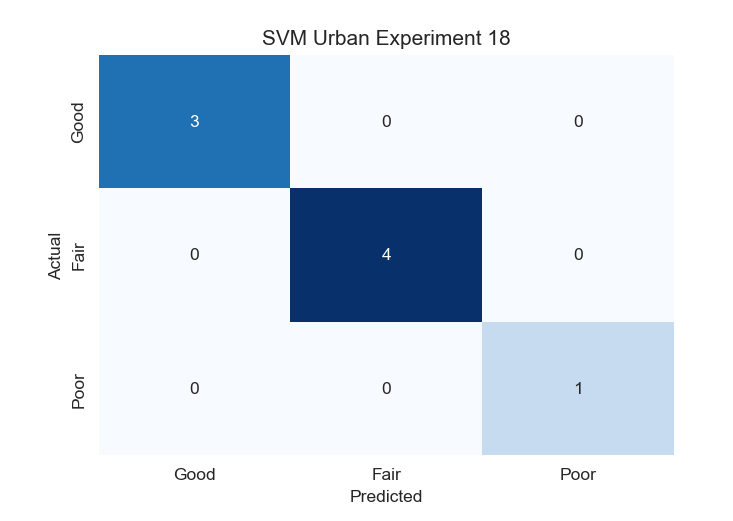 SVM Urban Experiment 18
Good
3 0 0
Actual
Fair
0 4 0
Poor
0 0 1
Good Fair Poor
Predicted